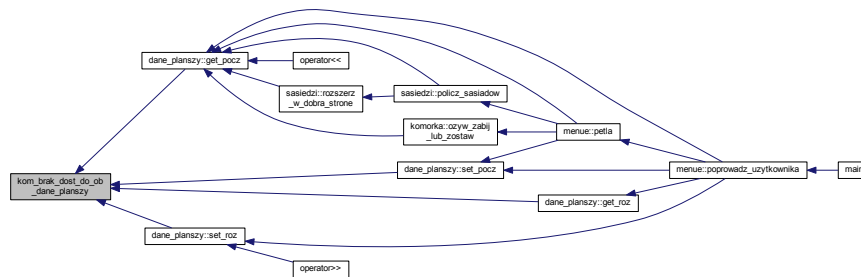 dane_planszy::get_pocz
operator<<
sasiedzi::rozszerz
_w_dobra_strone
sasiedzi::policz_sasiadow
komorka::ozyw_zabij
_lub_zostaw
menue::petla
kom_brak_dost_do_ob
_dane_planszy
dane_planszy::set_pocz
menue::poprowadz_uzytkownika
main
dane_planszy::get_roz
dane_planszy::set_roz
operator>>